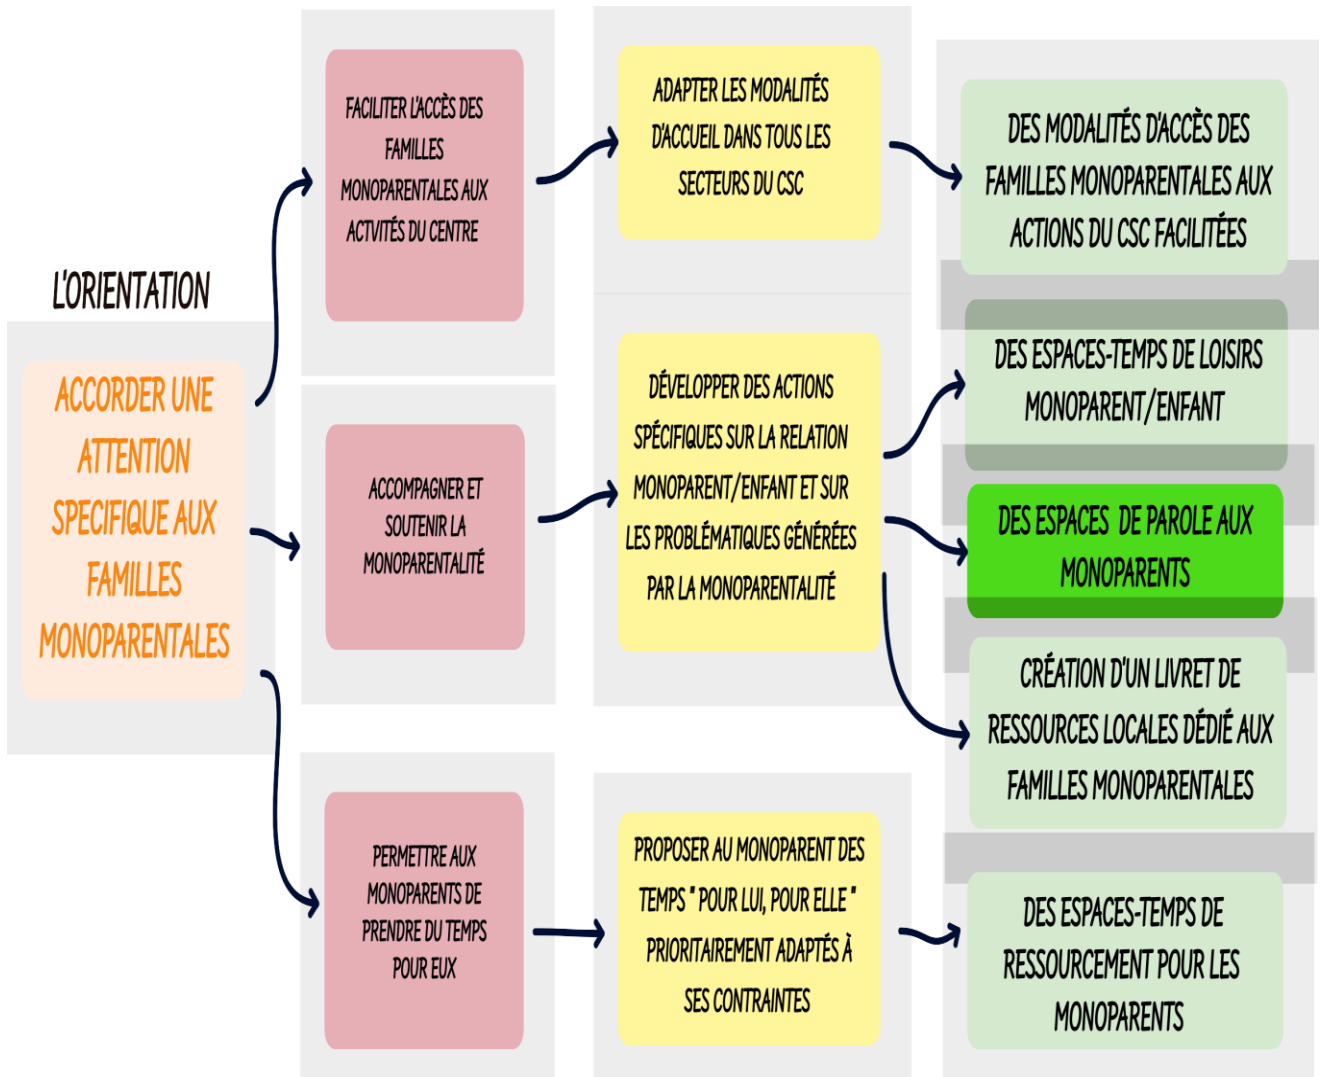 L'ORIENTATION
ACCORDER UNE
ATTENTION
SPECIFIQUE AUX
FAMILLES
MONOPARENTALES
FACILITER L'ACCÈS DES
FAMILLES
MONOPARENTALES AUX
ACTVITÉS DU CENTRE
ACCOMPAGNER ET
SOUTENIR LA
MONOPARENTALITÉ
PERMETTRE AUX
MONOPARENTS DE
PRENDRE DU TEMPS
POUR EUX
ADAPTER LES MODALITÉS
D'ACCUEIL DANS TOUS LES
SECTEURS DU CSC
DÉVELOPPER DES ACTIONS
SPÉCIFIQUES SUR LA RELATION
MONOPARENT/ENFANT ET SUR
LES PROBLÉMATIQUES GÉNÉRÉES
PAR LA MONOPARENTALITÉ
PROPOSER AU MONOPARENT DES
TEMPS " POUR LUI, POUR ELLE "
PRIORITAIREMENT ADAPTÉS À
SES CONTRAINTES
DES MODALITÉS D'ACCÈS DES
FAMILLES MONOPARENTALES AUX
ACTIONS DU CSC FACILITÉES
DES ESPACES-TEMPS DE LOISIRS
MONOPARENT/ENFANT
DES ESPACES DE PAROLE AUX
MONOPARENTS
CRÉATION D'UN LIVRET DE
RESSOURCES LOCALES DÉDIÉ AUX
FAMILLES MONOPARENTALES
DES ESPACES-TEMPS DE
RESSOURCEMENT POUR LES
MONOPARENTS